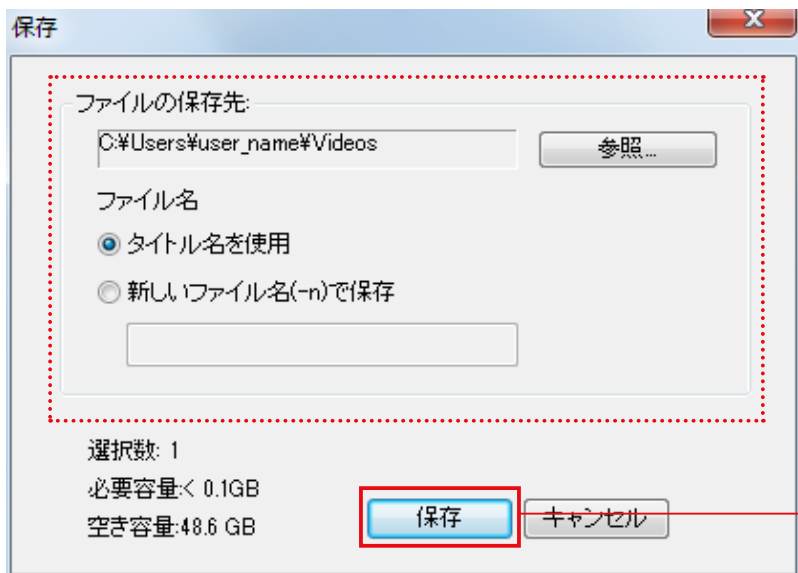 保存
ファイルの保存先:
C:¥Users¥user_name¥Videos
参照...
ファイル名
タイトル名を使用
新しいファイル名(-n)で保存
選択数: 1
必要容量:< 0.1GB
空き容量:48.6 GB
保存
キャンセル